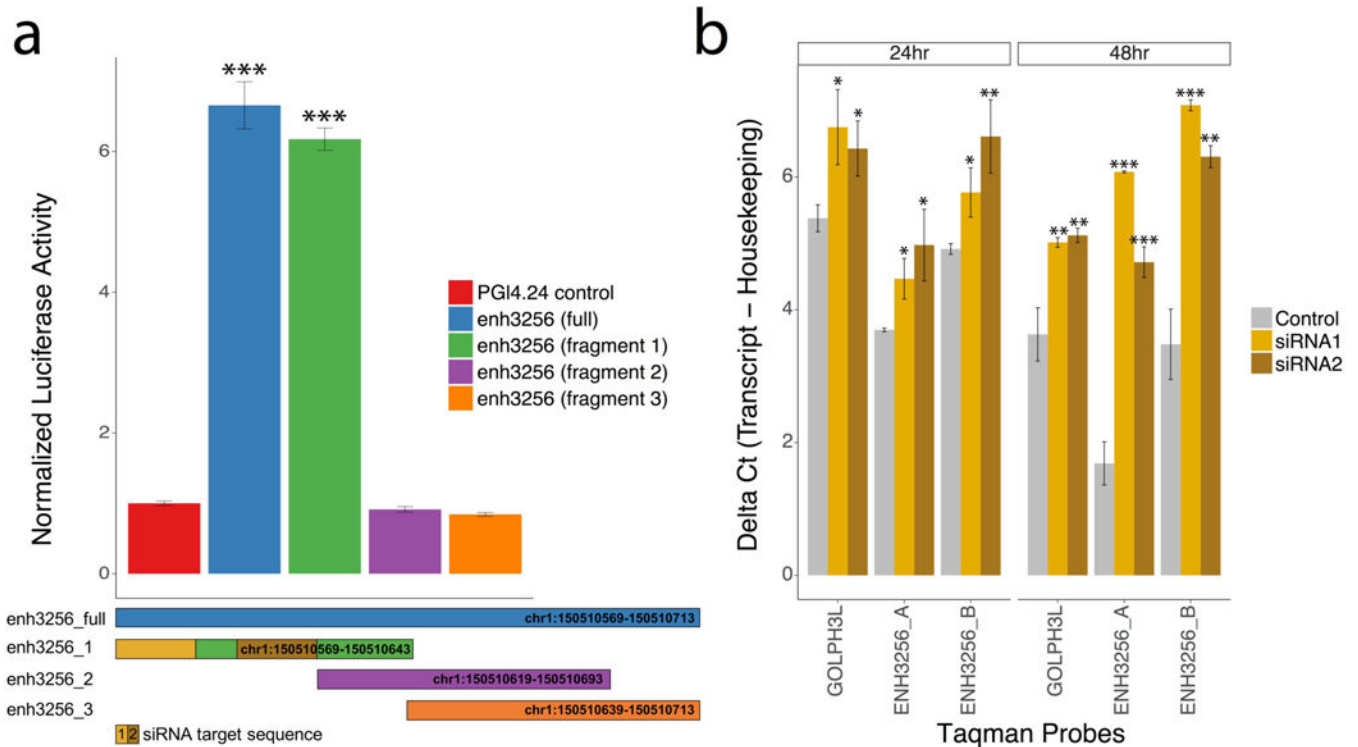 a
Normalized Luciferase Activity
6
4
2
0
***
***
PGl4.24 control
enh3256 (full)
enh3256 (fragment 1)
enh3256 (fragment 2)
enh3256 (fragment 3)
enh3256_full
chr1:150510569-150510713
enh3256_1
chr1:150510569-150510643
enh3256_2
chr1:150510619-150510693
enh3256_3
chr1:150510639-150510713
1 2 siRNA target sequence
b
24hr
48hr
Delta Ct (Transcript – Housekeeping)
6
4
2
0
*
*
*
*
*
**
**
**
***
***
***
**
Control
siRNA1
siRNA2
GOLPH3L
ENH3256_A
ENH3256_B
GOLPH3L
ENH3256_A
ENH3256_B
Taqman Probes